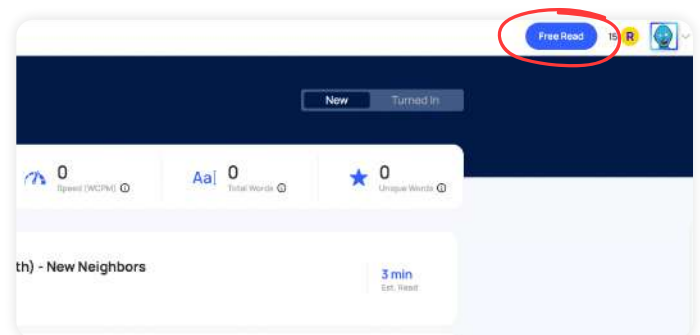 Free Read
15 R
New
Turned In
0
Speed (WCPM)
Aa
0
Total Words
0
Unique Words
th) - New Neighbors
3 min
Est. Read